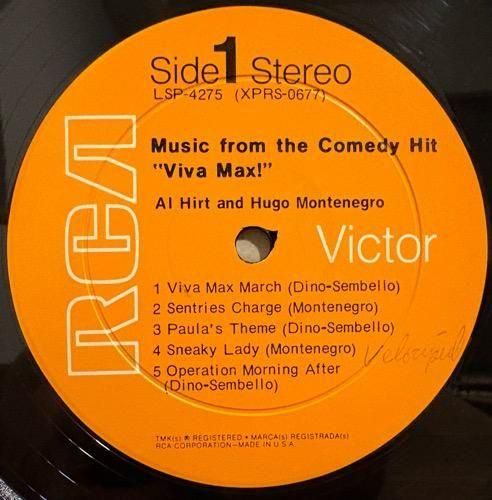 Side 1 Stereo
LSP-4275 (XPRS-0677)
Music from the Comedy Hit
"Viva Max!"
Al Hirt and Hugo Montenegro
RCA
Victor
1 Viva Max March (Dino-Sembello)
2 Sentries Charge (Montenegro)
3 Paula's Theme (Dino-Sembello)
4 Sneaky Lady (Montenegro)
5 Operation Morning After
(Dino-Sembello)
TMK(s) ® REGISTERED • MARCA(s) REGISTRADA(s)
RCA CORPORATION—MADE IN U.S.A.